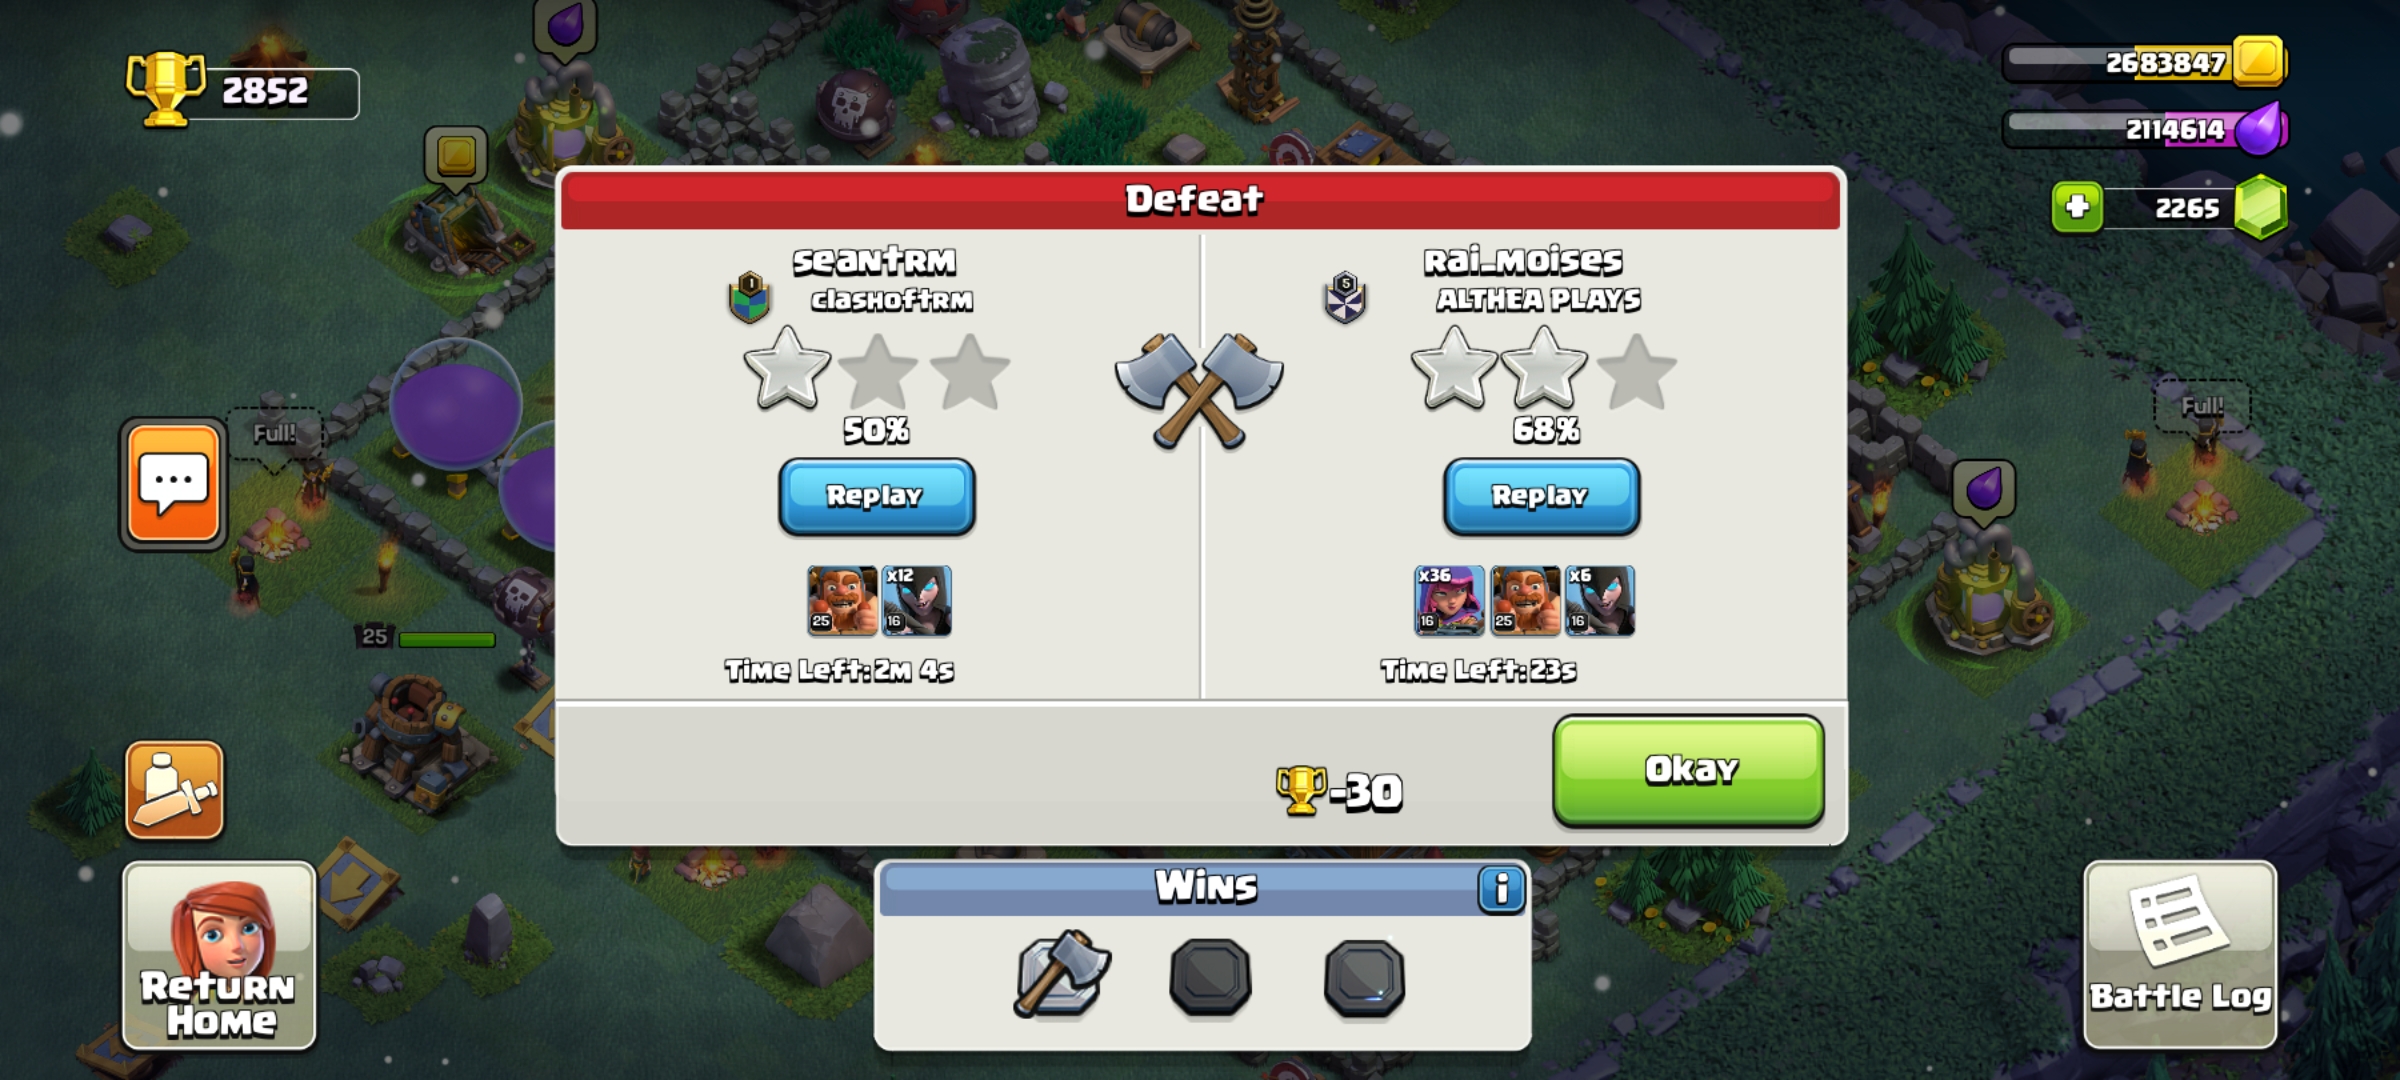 2852
2683847
2114614
2265
Defeat
seantrm
1
clashoftrm
50%
Replay
25
x12
16
Time Left: 2m 4s
Rai_Moises
5
ALTHEA PLAYS
68%
Replay
x36
16
25
x6
16
Time Left: 23s
-30
Okay
Full!
Full!
25
Wins
i
Return
Home
Battle Log